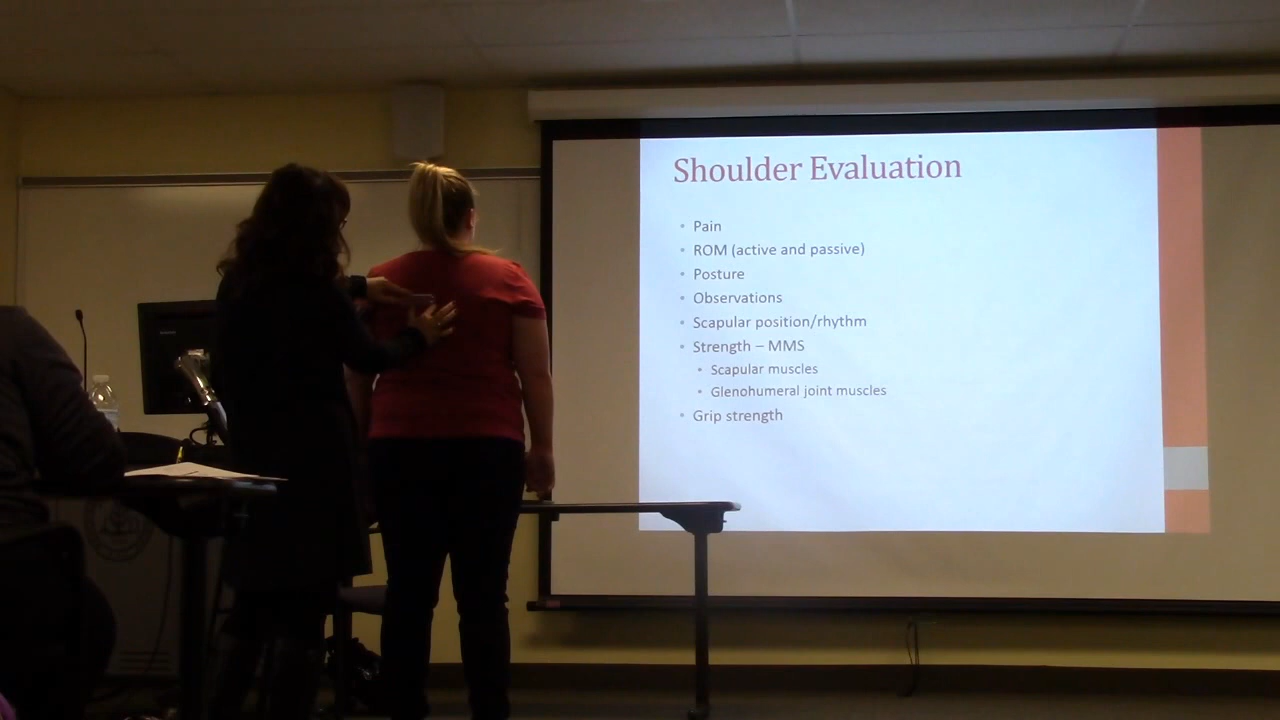 Shoulder Evaluation
• Pain
• ROM (active and passive)
• Posture
• Observations
• Scapular position/rhythm
• Strength – MMS
• Scapular muscles
• Glenohumeral joint muscles
• Grip strength